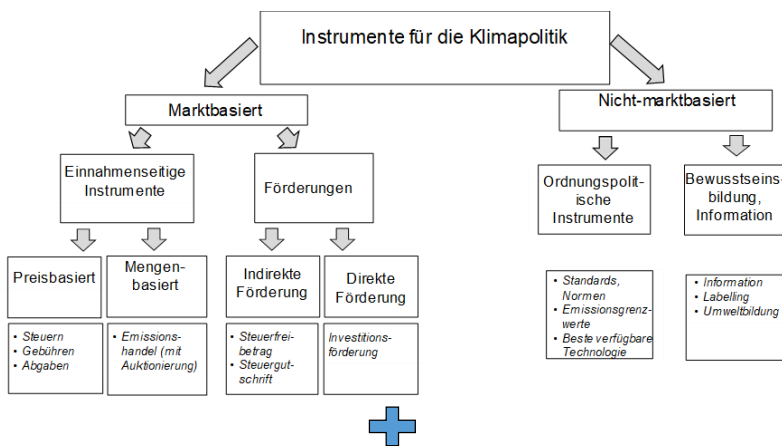 Instrumente für die Klimapolitik
Marktbasiert
Nicht-marktbasiert
Einnahmenseitige
Instrumente
Förderungen
Ordnungspolit-
ische
Instrumente
Bewusstseins-
bildung,
Information
Preisbasiert
Mengen-
basiert
Indirekte
Förderung
Direkte
Förderung
• Steuern
• Gebühren
• Abgaben
• Emissions-
handel (mit
Auktionierung)
• Steuerfrei-
betrag
• Steuergut-
schrift
Investitions-
förderung
• Standards,
Normen
• Emissionsgrenz-
werte
• Beste verfügbare
Technologie
• Information
• Labelling
• Umweltbildung